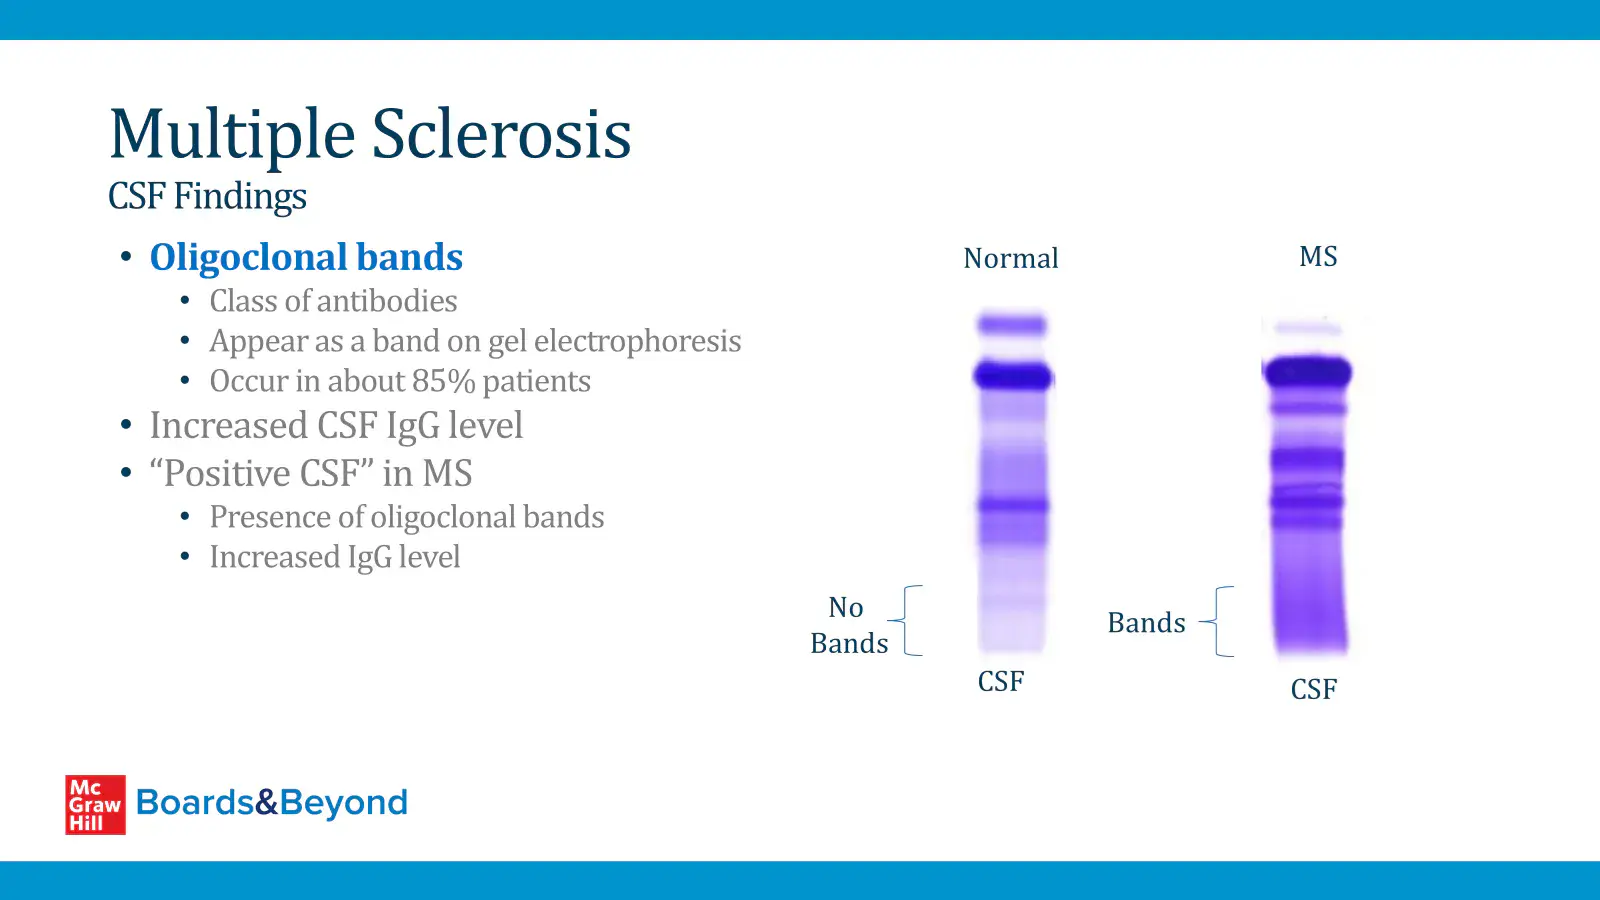 Multiple Sclerosis
CSF Findings
• Oligoclonal bands
• Class of antibodies
• Appear as a band on gel electrophoresis
• Occur in about 85% patients
• Increased CSF IgG level
• “Positive CSF” in MS
• Presence of oligoclonal bands
• Increased IgG level
Normal
MS
No
Bands
Bands
CSF
CSF
Mc
Graw
Hill
Boards&Beyond